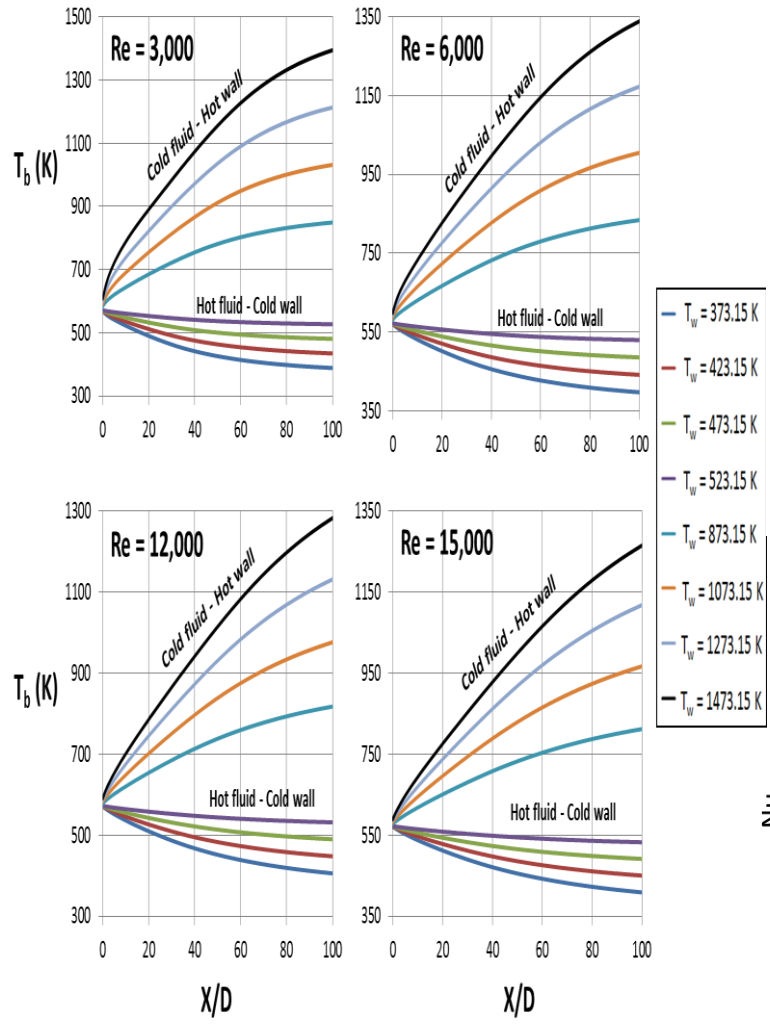 Re = 3,000
1500
1300
1100
900
700
500
300
T_b (K)
Cold fluid - Hot wall
Hot fluid - Cold wall
0 20 40 60 80 100
Re = 6,000
1350
1150
950
750
550
350
Cold fluid - Hot wall
Hot fluid - Cold wall
0 20 40 60 80 100
T_w = 373.15 K
T_w = 423.15 K
T_w = 473.15 K
T_w = 523.15 K
T_w = 873.15 K
T_w = 1073.15 K
T_w = 1273.15 K
T_w = 1473.15 K
Re = 12,000
1300
1100
900
700
500
300
T_b (K)
Cold fluid - Hot wall
Hot fluid - Cold wall
0 20 40 60 80 100
X/D
Re = 15,000
1350
1150
950
750
550
350
Cold fluid - Hot wall
Hot fluid - Cold wall
0 20 40 60 80 100
X/D